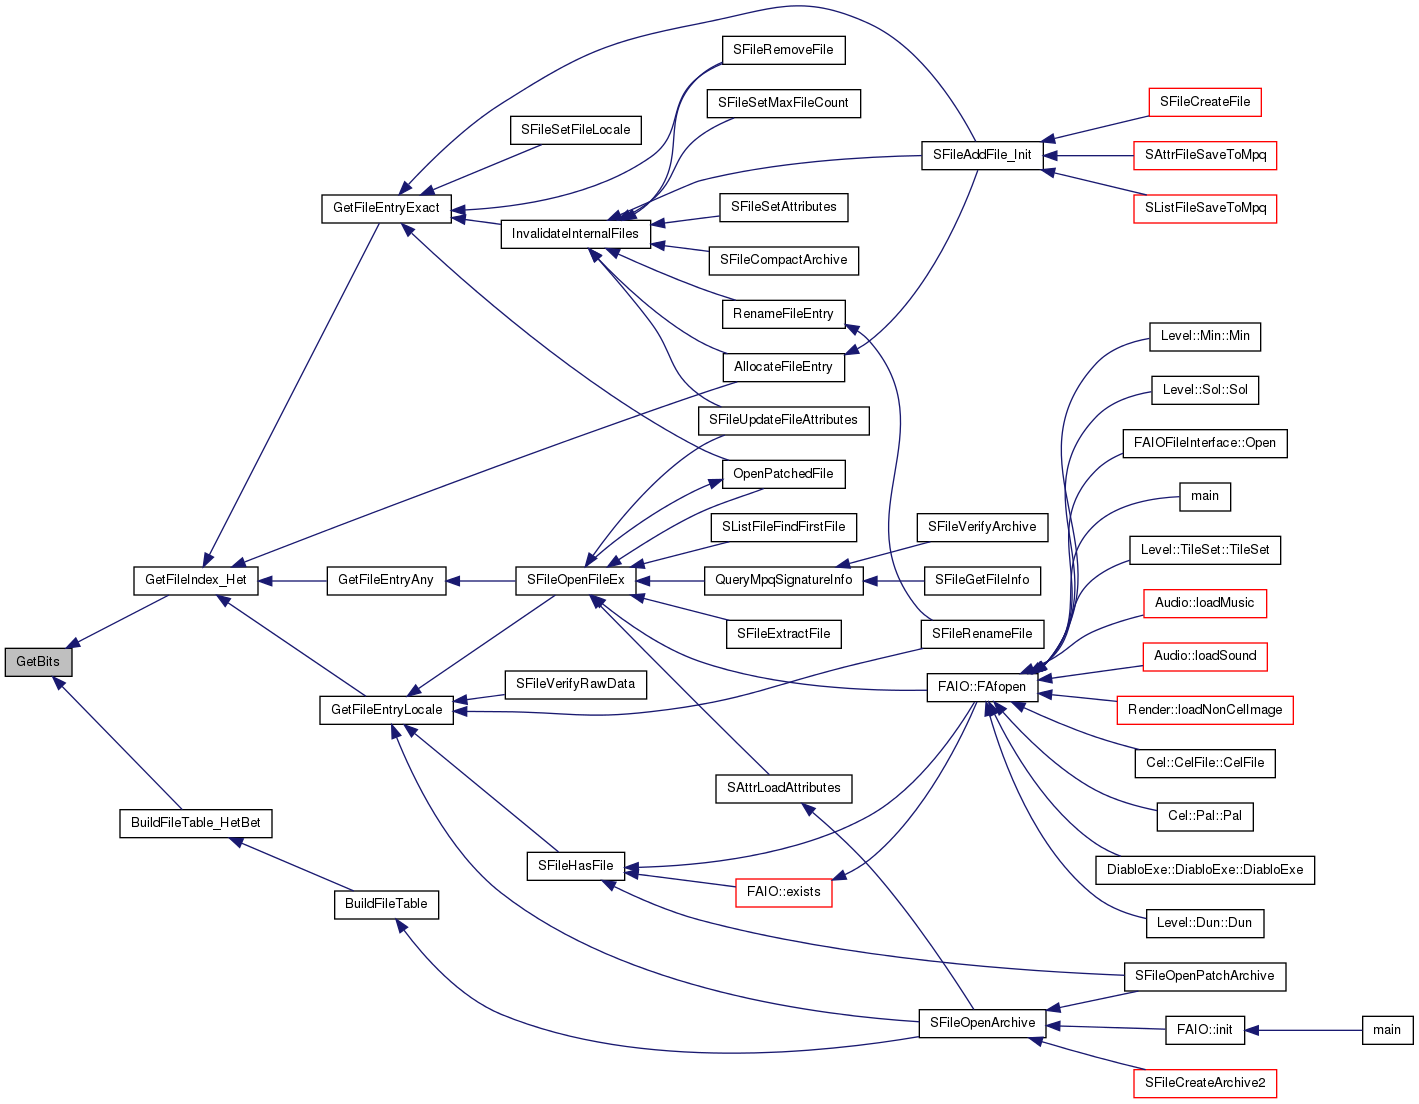 GetBits
GetFileIndex_Het
BuildFileTable_HetBet
GetFileEntryExact
GetFileEntryAny
GetFileEntryLocale
BuildFileTable
SFileSetFileLocale
InvalidateInternalFiles
SFileOpenFileEx
SFileVerifyRawData
SFileHasFile
SFileRemoveFile
SFileSetMaxFileCount
SFileSetAttributes
SFileCompactArchive
RenameFileEntry
AllocateFileEntry
SFileUpdateFileAttributes
OpenPatchedFile
SListFileFindFirstFile
QueryMpqSignatureInfo
SFileExtractFile
SAttrLoadAttributes
FAIO::exists
SFileAddFile_Init
SFileVerifyArchive
SFileGetFileInfo
SFileRenameFile
FAIO::FAfopen
SFileOpenArchive
SFileCreateFile
SAttrFileSaveToMpq
SListFileSaveToMpq
Level::Min::Min
Level::Sol::Sol
FAIOFileInterface::Open
main
Level::TileSet::TileSet
Audio::loadMusic
Audio::loadSound
Render::loadNonCelImage
Cel::CelFile::CelFile
Cel::Pal::Pal
DiabloExe::DiabloExe::DiabloExe
Level::Dun::Dun
SFileOpenPatchArchive
FAIO::init
SFileCreateArchive2
main